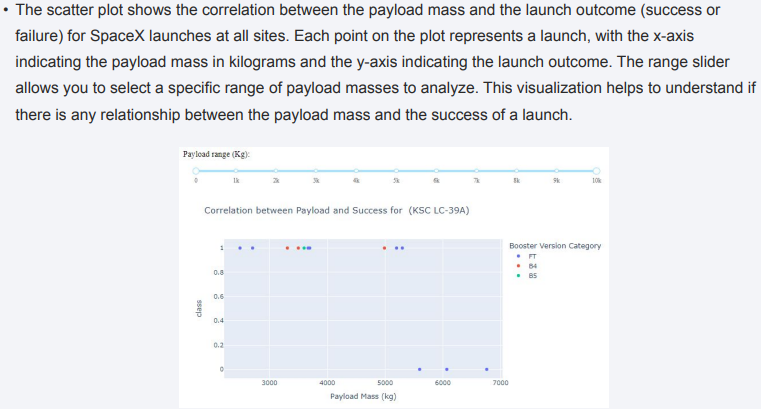 • The scatter plot shows the correlation between the payload mass and the launch outcome (success or
failure) for SpaceX launches at all sites. Each point on the plot represents a launch, with the x-axis
indicating the payload mass in kilograms and the y-axis indicating the launch outcome. The range slider
allows you to select a specific range of payload masses to analyze. This visualization helps to understand if
there is any relationship between the payload mass and the success of a launch.
Payload range (Kg):
0 1k 2k 3k 4k 5k 6k 7k 8k 9k 10k
Correlation between Payload and Success for (KSC LC-39A)
Booster Version Category
FT
B4
B5
class
1
0.8
0.6
0.4
0.2
0
3000 4000 5000 6000 7000
Payload Mass (kg)